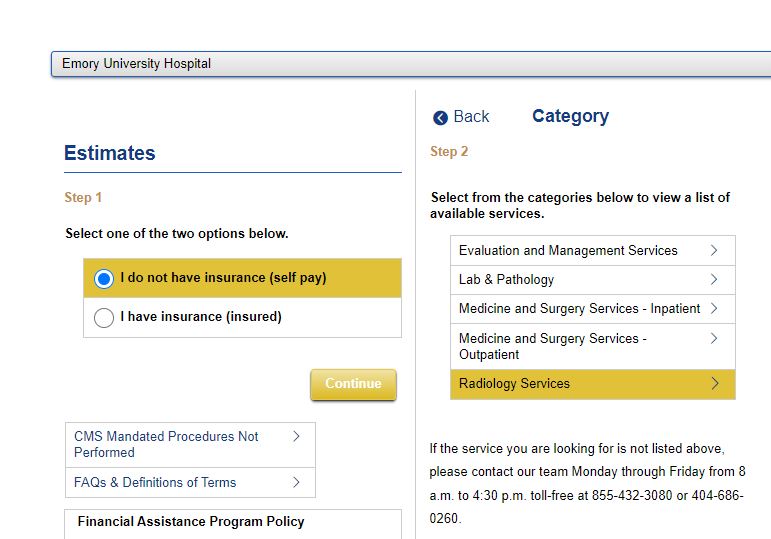 Emory University Hospital
Estimates
Step 1
Select one of the two options below.
I do not have insurance (self pay)
I have insurance (insured)
Continue
CMS Mandated Procedures Not
Performed
FAQs & Definitions of Terms
Financial Assistance Program Policy
Back
Category
Step 2
Select from the categories below to view a list of
available services.
Evaluation and Management Services
Lab & Pathology
Medicine and Surgery Services - Inpatient
Medicine and Surgery Services -
Outpatient
Radiology Services
If the service you are looking for is not listed above,
please contact our team Monday through Friday from 8
a.m. to 4:30 p.m. toll-free at 855-432-3080 or 404-686-
0260.